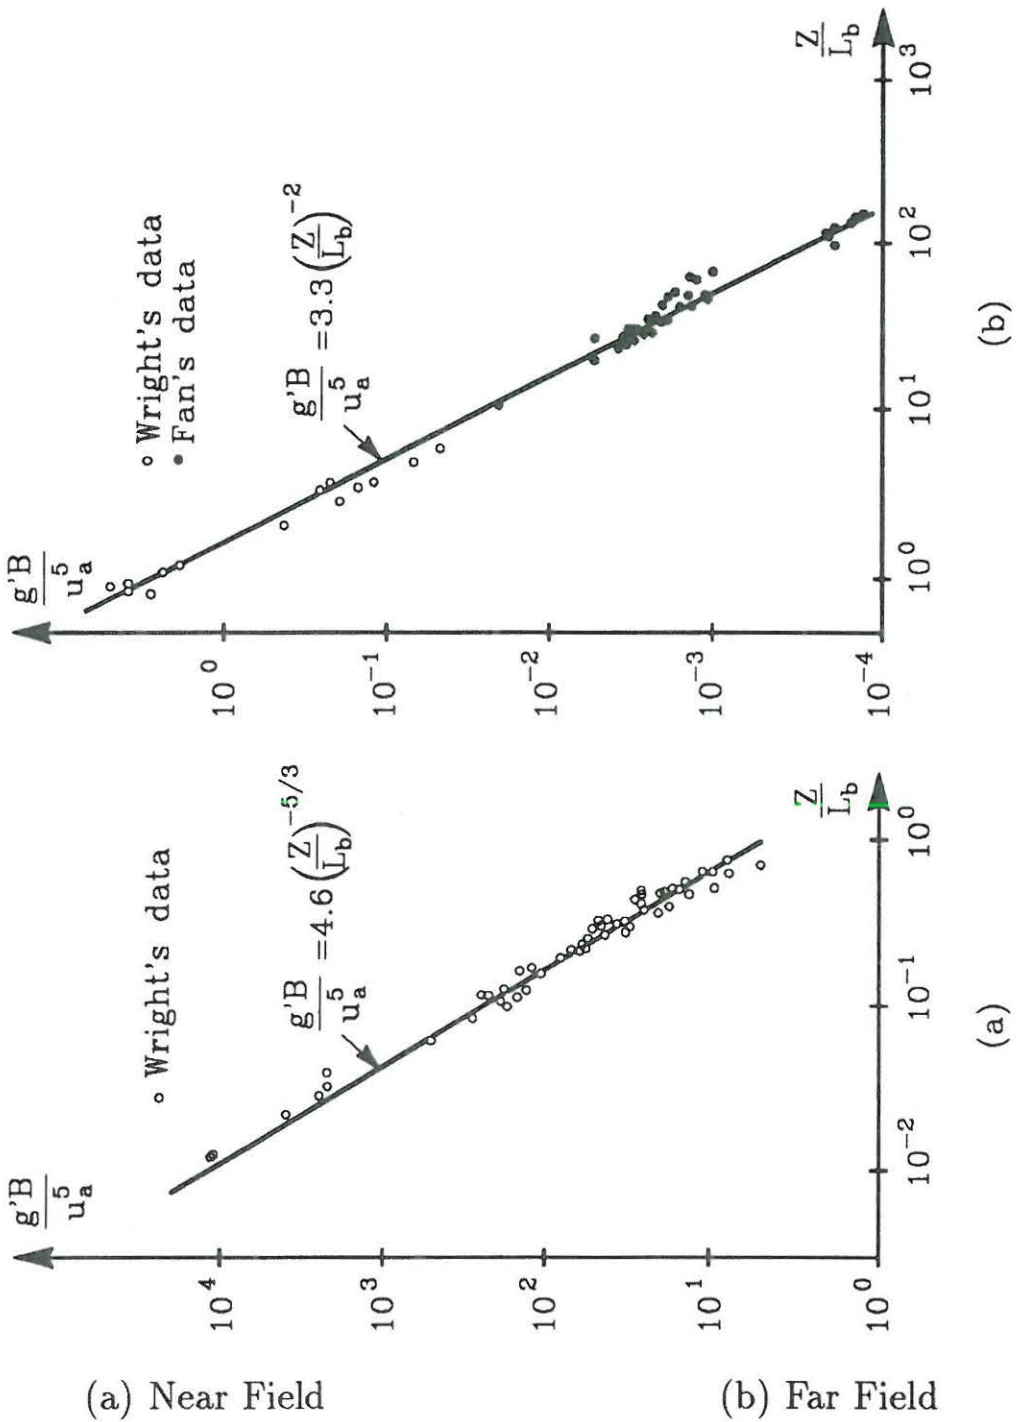 g'B
u_a^5
○ Wright's data
g'B/u_a^5 = 4.6 (Z/L_b)^{-5/3}
10^4
10^3
10^2
10^1
10^0
10^{-2}
10^{-1}
10^0
Z
L_b
(a)
g'B
u_a^5
○ Wright's data
● Fan's data
g'B/u_a^5 = 3.3 (Z/L_b)^{-2}
10^0
10^{-1}
10^{-2}
10^{-3}
10^{-4}
10^0
10^1
10^2
10^3
Z
L_b
(b)
(a) Near Field
(b) Far Field